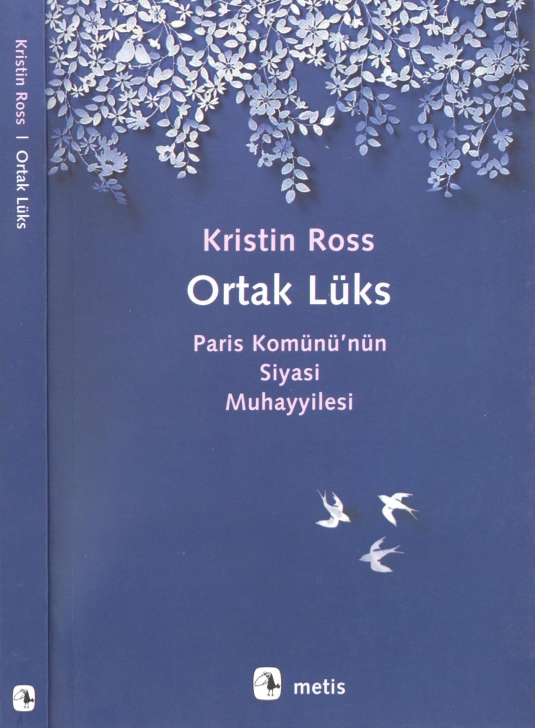 Kristin Ross | Ortak Lüks
Kristin Ross
Ortak Lüks
Paris Komünü'nün
Siyasi
Muhayyilesi
metis